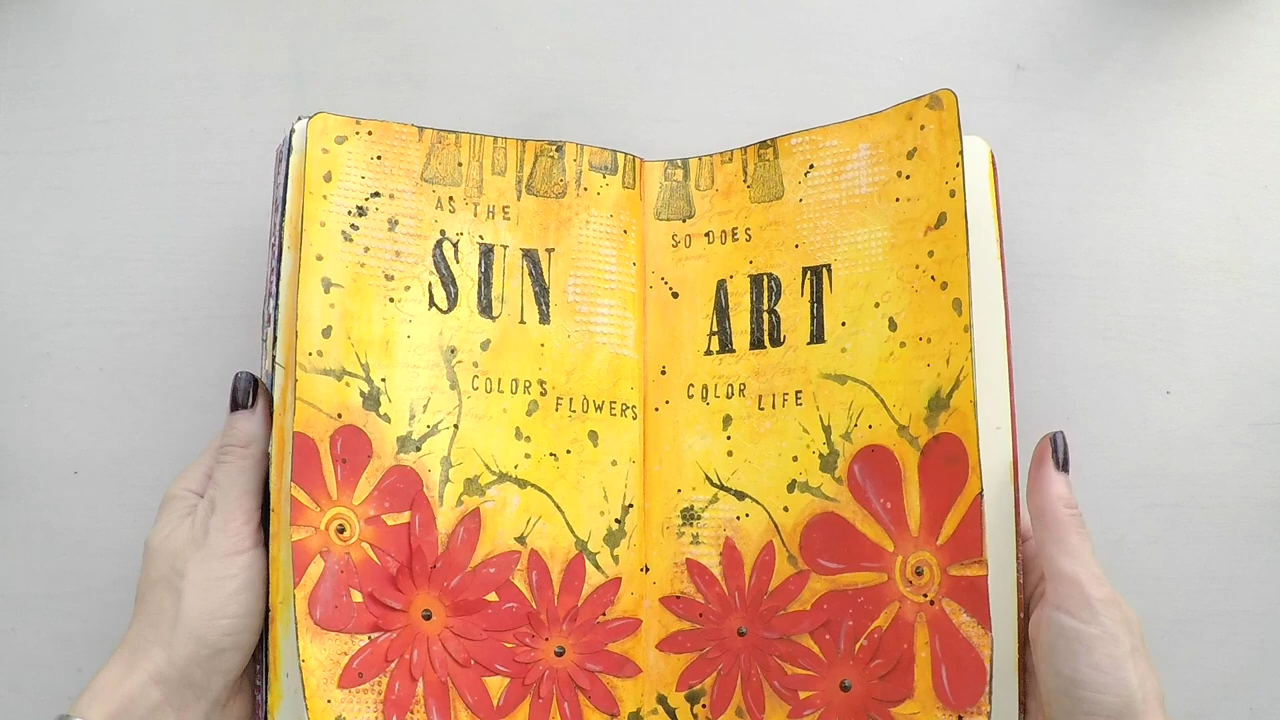 AS THE
SUN
COLORS
FLOWERS
SO DOES
ART
COLOR
LIFE